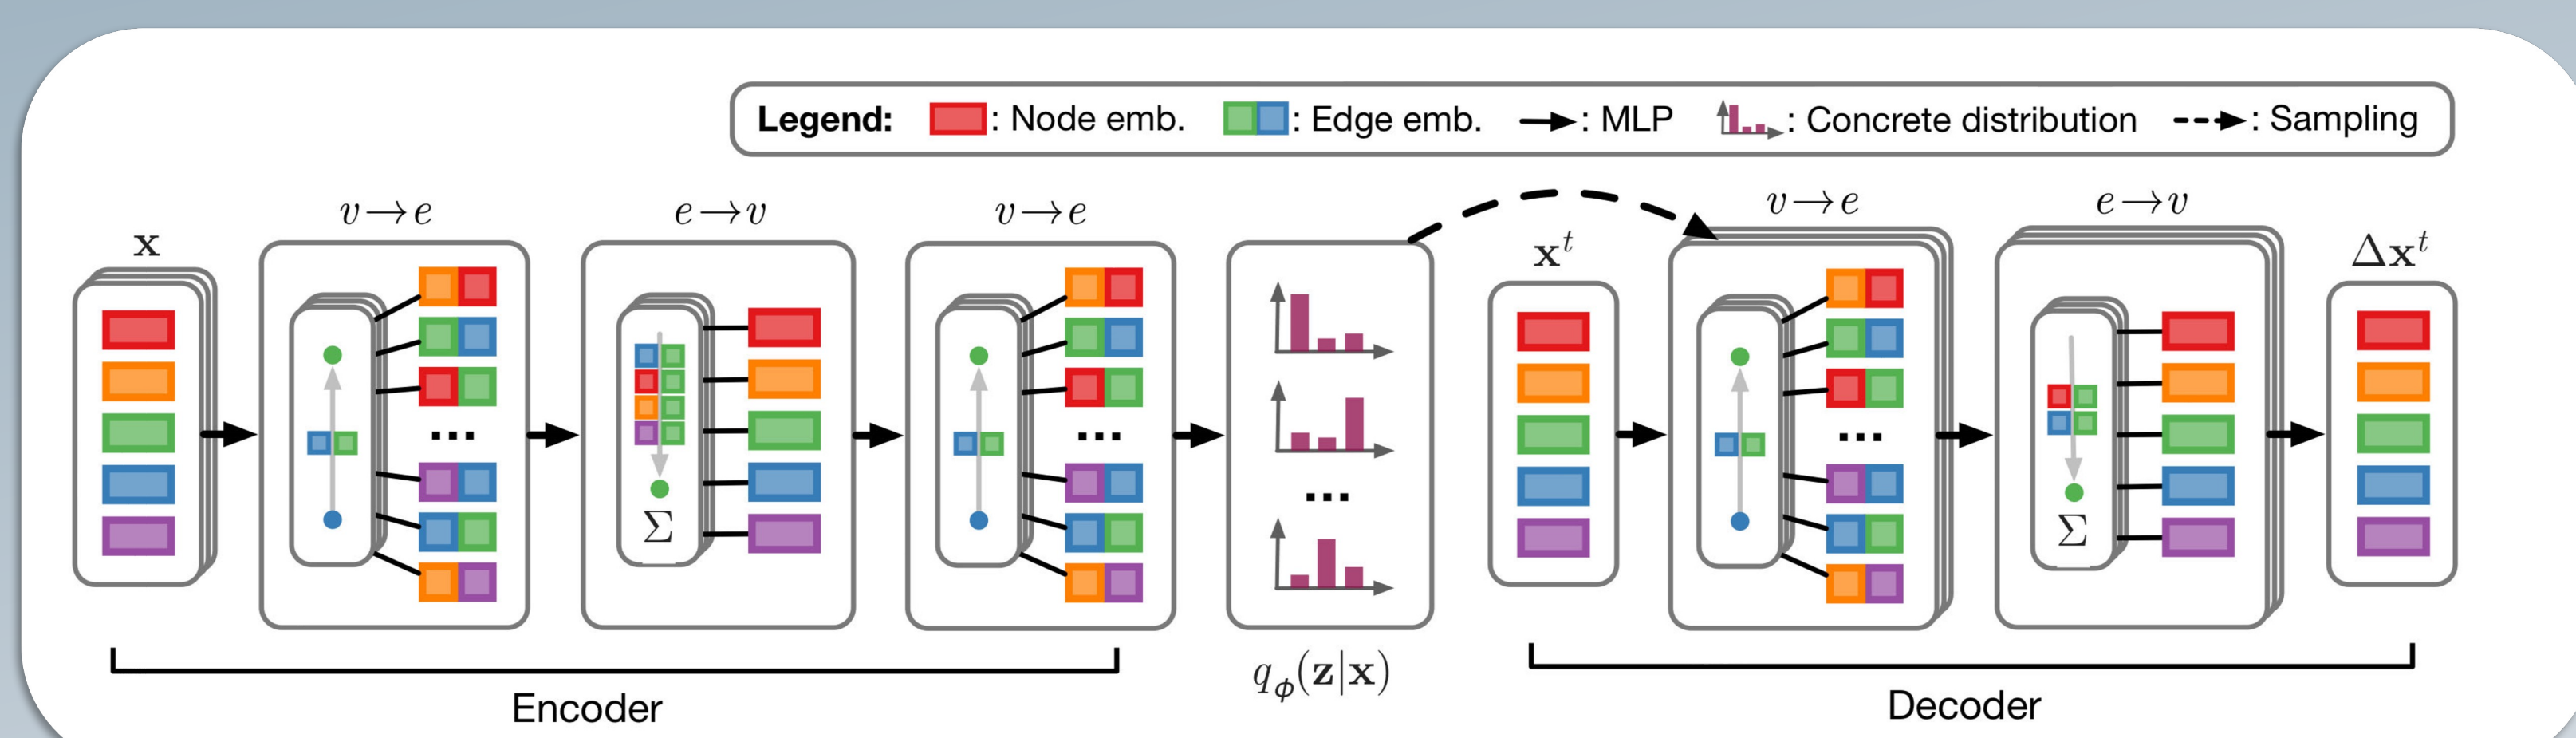 Legend: : Node emb. : Edge emb. : MLP : Concrete distribution : Sampling
x
v→e
e→v
v→e
x^t
v→e
e→v
Δx^t
...
Σ
...
...
...
Σ
q_ϕ(z|x)
Encoder
Decoder